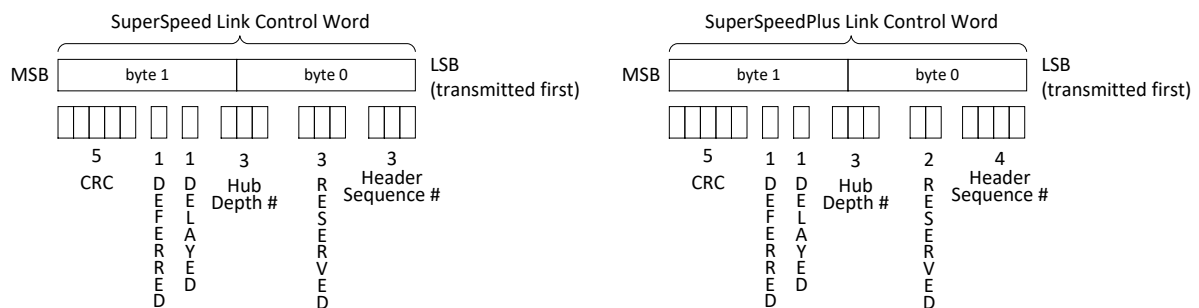 SuperSpeed Link Control Word
MSB
byte 1
byte 0
LSB
(transmitted first)
5
CRC
1
DEFERRED
1
DELAYED
3
Hub
Depth #
3
RESERVED
3
Header
Sequence #
SuperSpeedPlus Link Control Word
MSB
byte 1
byte 0
LSB
(transmitted first)
5
CRC
1
DEFERRED
1
DELAYED
3
Hub
Depth #
2
RESERVED
4
Header
Sequence #